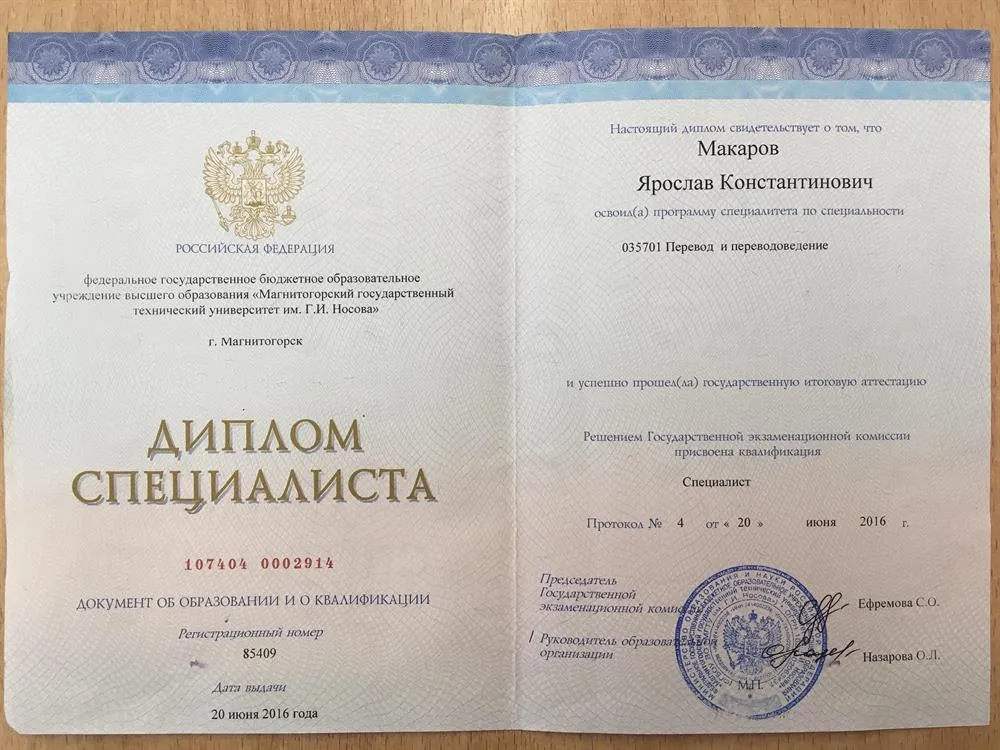 РОССИЙСКАЯ ФЕДЕРАЦИЯ
федеральное государственное бюджетное образовательное
учреждение высшего образования «Магнитогорский государственный
технический университет им. Г.И. Носова»
г. Магнитогорск
ДИПЛОМ
СПЕЦИАЛИСТА
107404 0002914
ДОКУМЕНТ ОБ ОБРАЗОВАНИИ И О КВАЛИФИКАЦИИ
Регистрационный номер
85409
Дата выдачи
20 июня 2016 года
Настоящий диплом свидетельствует о том, что
Макаров
Ярослав Константинович
освоил(а) программу специалитета по специальности
035701 Перевод и переводоведение
и успешно прошел(ла) государственную итоговую аттестацию
Решением Государственной экзаменационной комиссии
присвоена квалификация
Специалист
Протокол № 4 от « 20 » июня 2016 г.
Председатель
Государственной
экзаменационной комиссии
Ефремова С.О.
Руководитель образовательной
организации
Назарова О.Л.
М.П.